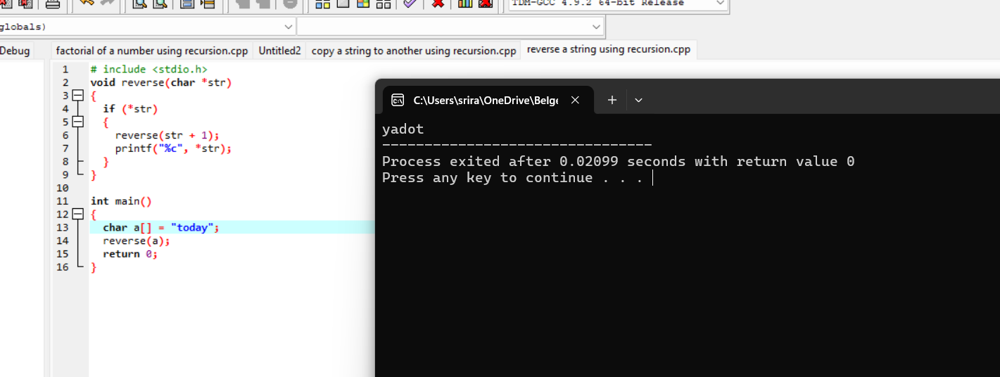 TDM-GCC 4.9.2 64-bit Release
globals)
Debug factorial of a number using recursion.cpp Untitled2 copy a string to another using recursion.cpp reverse a string using recursion.cpp
1 # include <stdio.h>
2 void reverse(char *str)
3 {
4 if (*str)
5 {
6 reverse(str + 1);
7 printf("%c", *str);
8 }
9 }
10
11 int main()
12 {
13 char a[] = "today";
14 reverse(a);
15 return 0;
16 }
C:\Users\srira\OneDrive\Belge
yadot
--------------------------------
Process exited after 0.02099 seconds with return value 0
Press any key to continue . . .